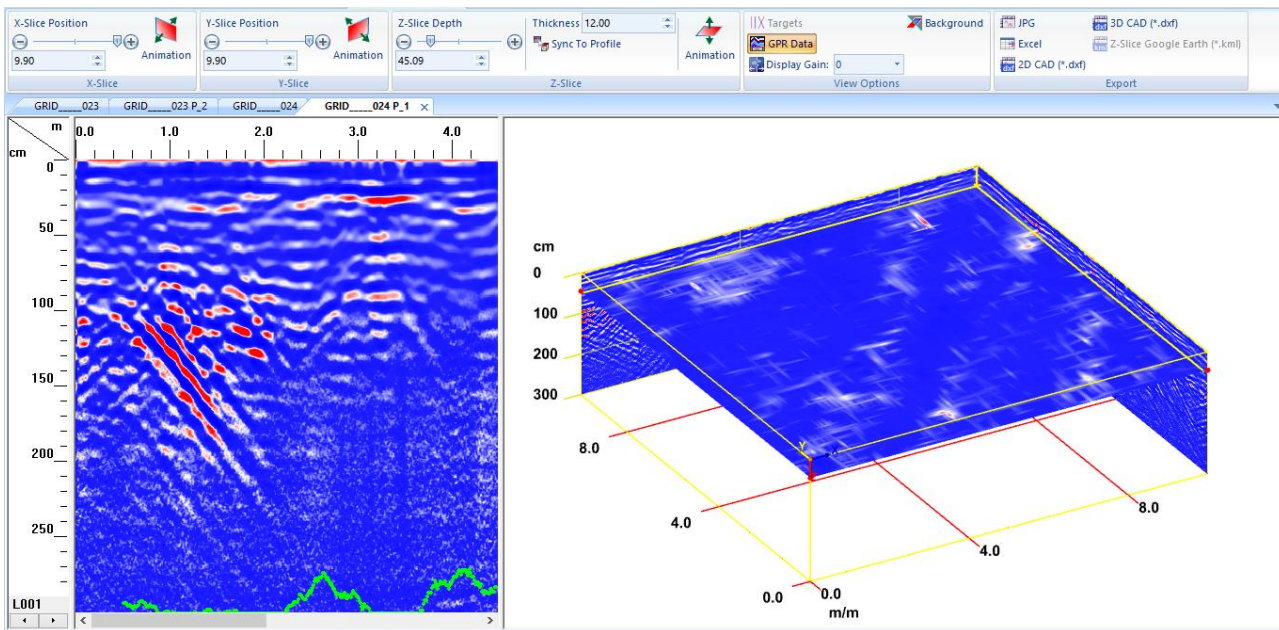 X-Slice Position
9.90
Animation
X-Slice
Y-Slice Position
9.90
Animation
Y-Slice
Z-Slice Depth
45.09
Thickness 12.00
Sync To Profile
Animation
Z-Slice
Targets
Background
GPR Data
Display Gain: 0
View Options
JPG
3D CAD (*.dxf)
Excel
Z-Slice Google Earth (*.kml)
2D CAD (*.dxf)
Export
GRID_____023
GRID_____023 P_2
GRID_____024
GRID_____024 P_1
m
cm
0.0 1.0 2.0 3.0 4.0
0
50
100
150
200
250
L001
cm
0
100
200
300
8.0
4.0
0.0
Y
0.0
4.0
8.0
m/m